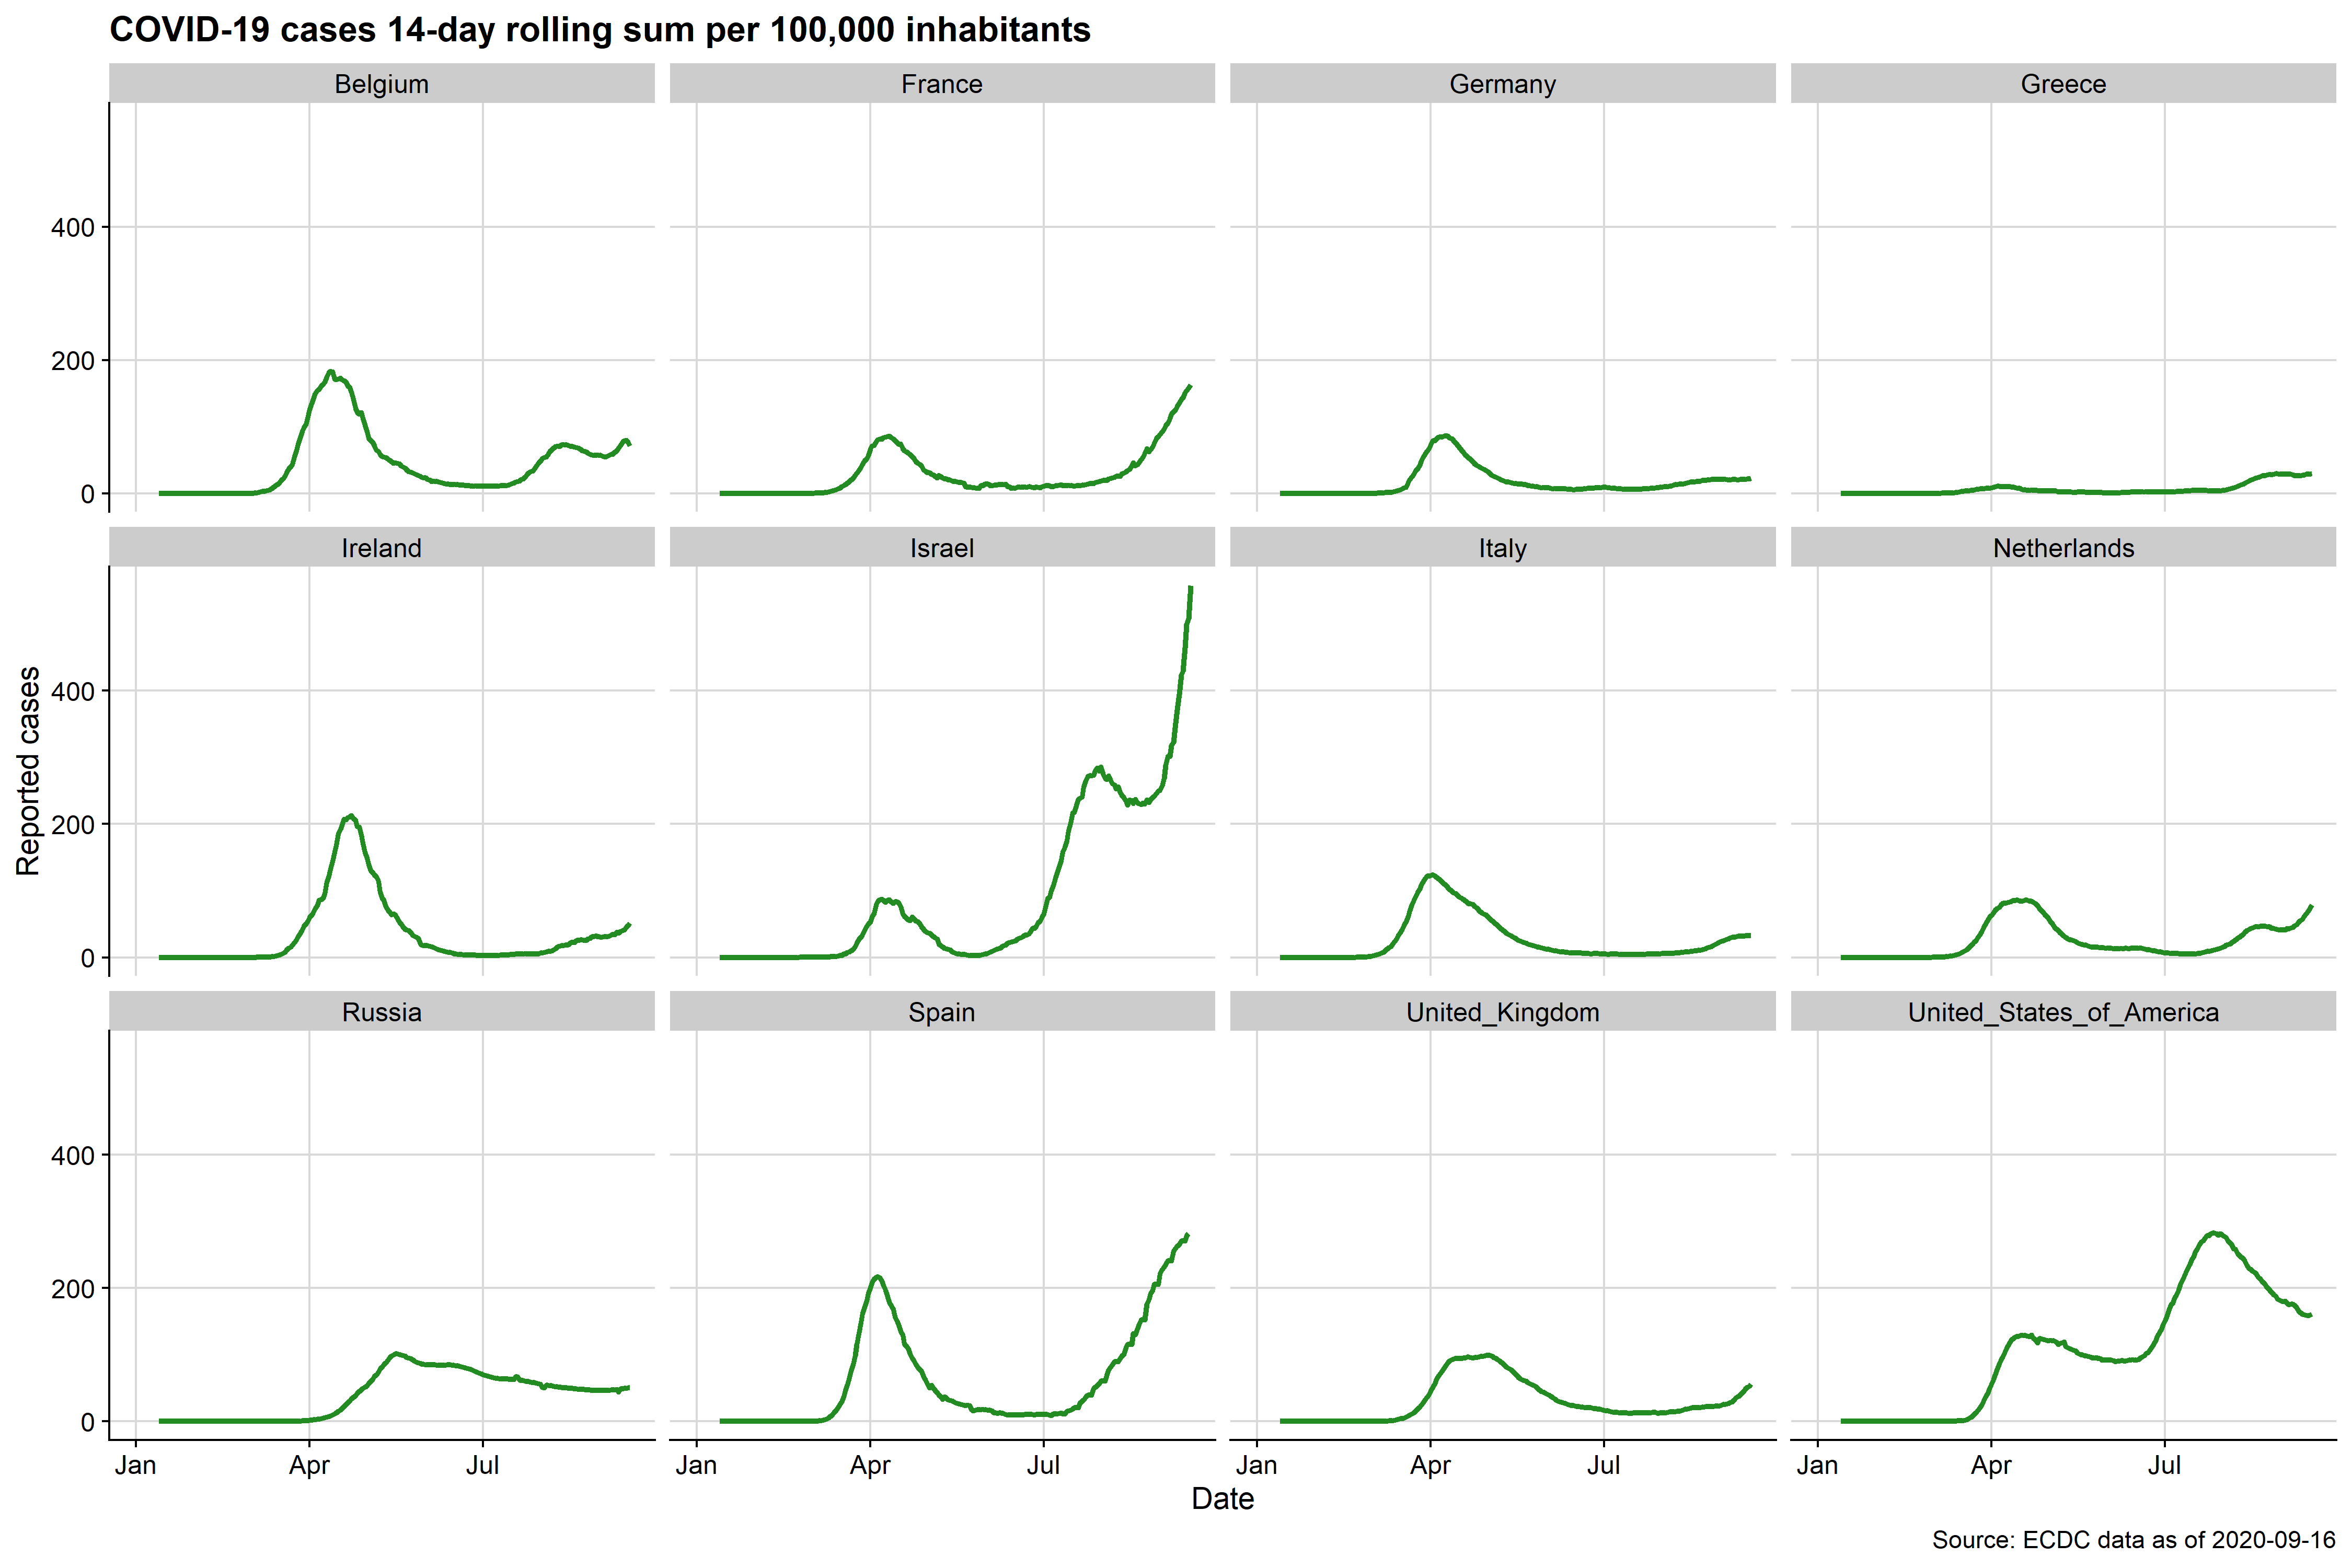 COVID-19 cases 14-day rolling sum per 100,000 inhabitants
Belgium France Germany Greece
400
200
0
Ireland Israel Italy Netherlands
Reported cases
400
200
0
Russia Spain United_Kingdom United_States_of_America
400
200
0
Jan Apr Jul Jan Apr Jul Jan Apr Jul Jan Apr Jul
Date
Source: ECDC data as of 2020-09-16